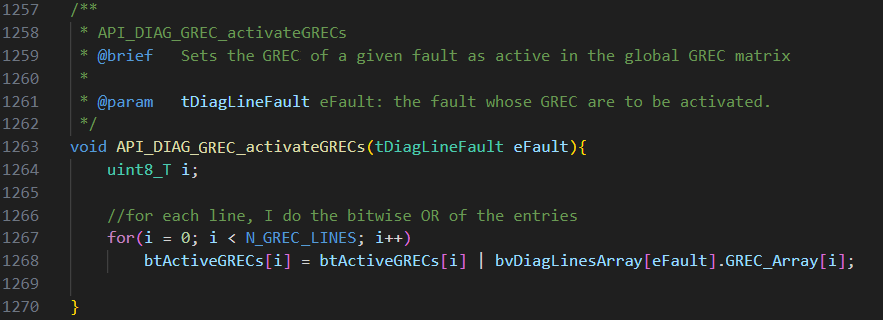 1257 /**
1258  * API_DIAG_GREC_activateGRECs
1259  * @brief   Sets the GREC of a given fault as active in the global GREC matrix
1260  *
1261  * @param   tDiagLineFault eFault: the fault whose GREC are to be activated.
1262  */
1263 void API_DIAG_GREC_activateGRECs(tDiagLineFault eFault){
1264     uint8_T i;
1265
1266     //for each line, I do the bitwise OR of the entries
1267     for(i = 0; i < N_GREC_LINES; i++)
1268         btActiveGRECs[i] = btActiveGRECs[i] | bvDiagLinesArray[eFault].GREC_Array[i];
1269
1270 }